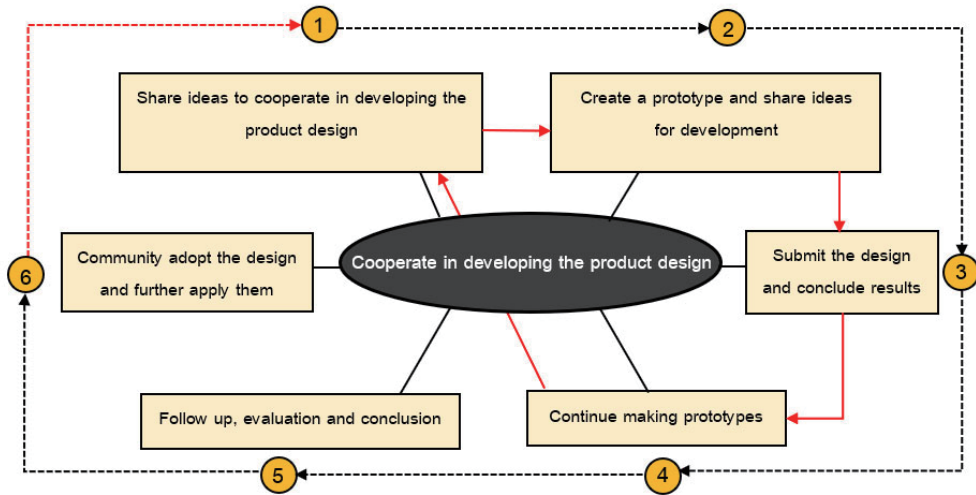 1
2
Share ideas to cooperate in developing the
product design
Create a prototype and share ideas
for development
6
Community adopt the design
and further apply them
Cooperate in developing the product design
Submit the design
and conclude results
3
Follow up, evaluation and conclusion
Continue making prototypes
5
4